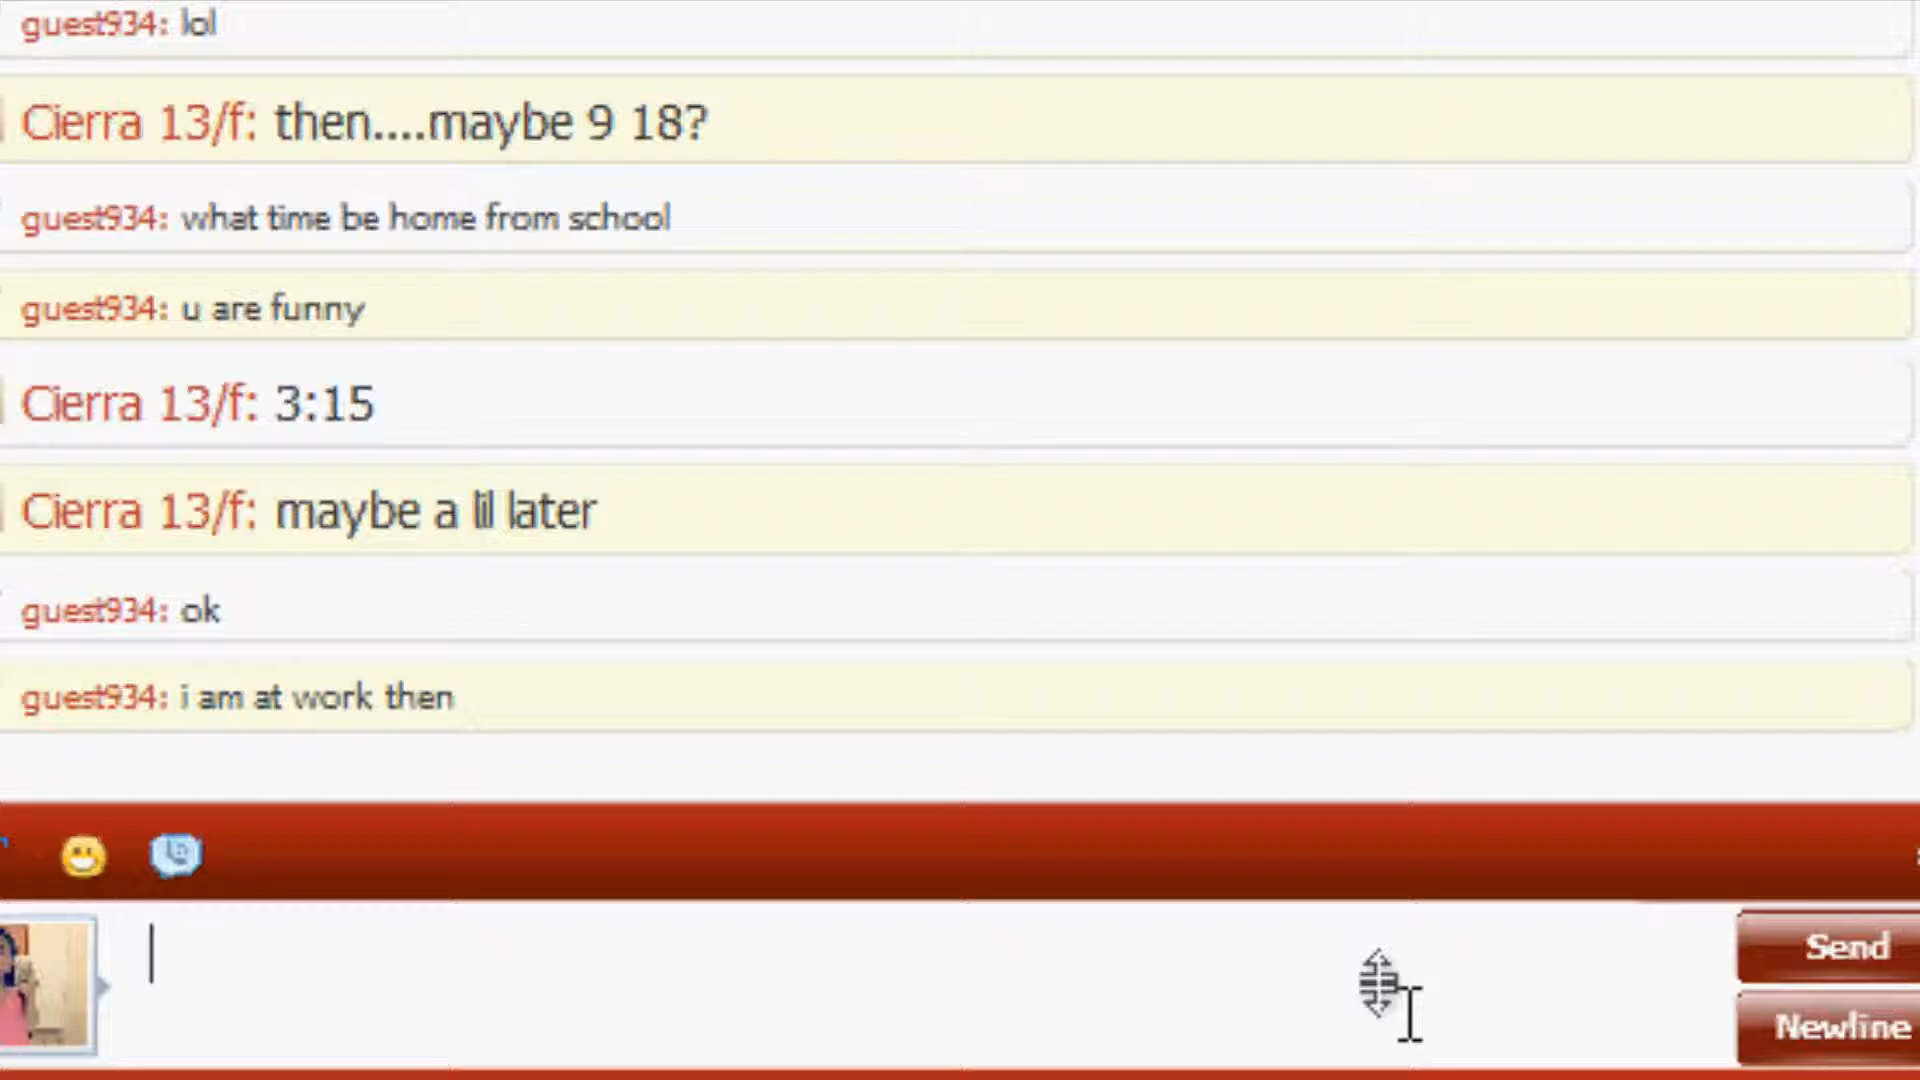 guest934: lol
Cierra 13/f: then....maybe 9 18?
guest934: what time be home from school
guest934: u are funny
Cierra 13/f: 3:15
Cierra 13/f: maybe a lil later
guest934: ok
guest934: i am at work then
Send
Newline